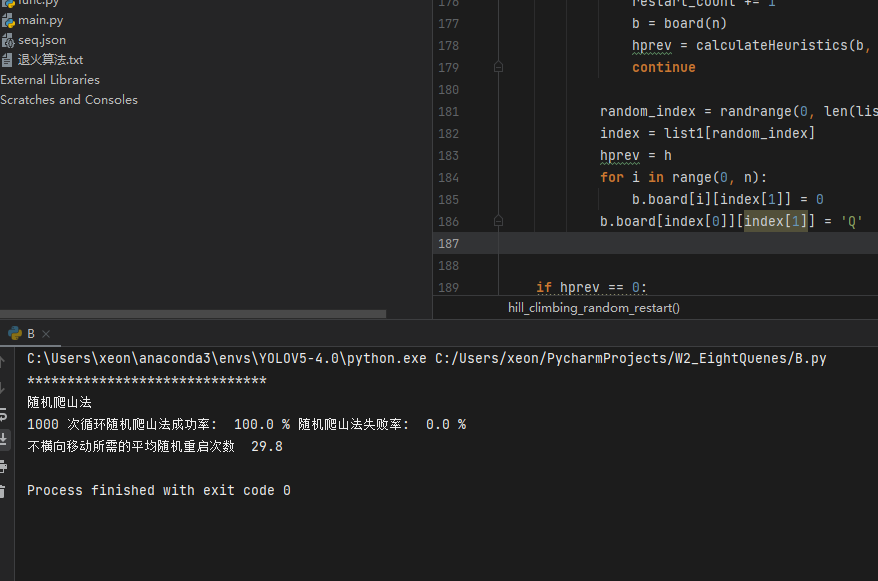 func.py
main.py
seq.json
退火算法.txt
External Libraries
Scratches and Consoles
178
restart_count += 1
177 b = board(n)
178 hprev = calculateHeuristics(b,
179 continue
180
181 random_index = randrange(0, len(lis
182 index = list1[random_index]
183 hprev = h
184 for i in range(0, n):
185 b.board[i][index[1]] = 0
186 b.board[index[0]][index[1]] = 'Q'
187
188
189 if hprev == 0:
hill_climbing_random_restart()
B
C:\Users\xeon\anaconda3\envs\YOLOV5-4.0\python.exe C:/Users/xeon/PycharmProjects/W2_EightQuenes/B.py
******************************
随机爬山法
1000 次循环随机爬山法成功率: 100.0 % 随机爬山法失败率: 0.0 %
不横向移动所需的平均随机重启次数 29.8
Process finished with exit code 0